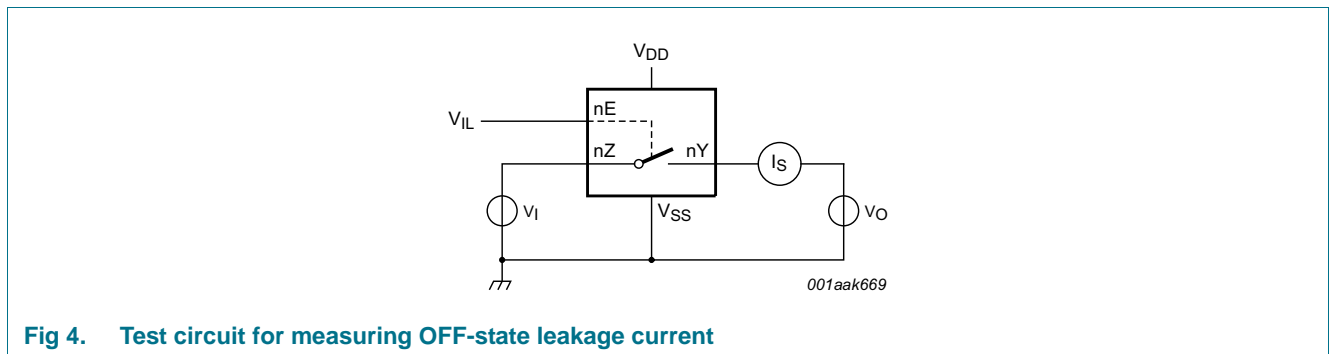 VDD
nE
VIL
nZ
nY
IS
VI
VSS
VO
001aak669
Fig 4. Test circuit for measuring OFF-state leakage current